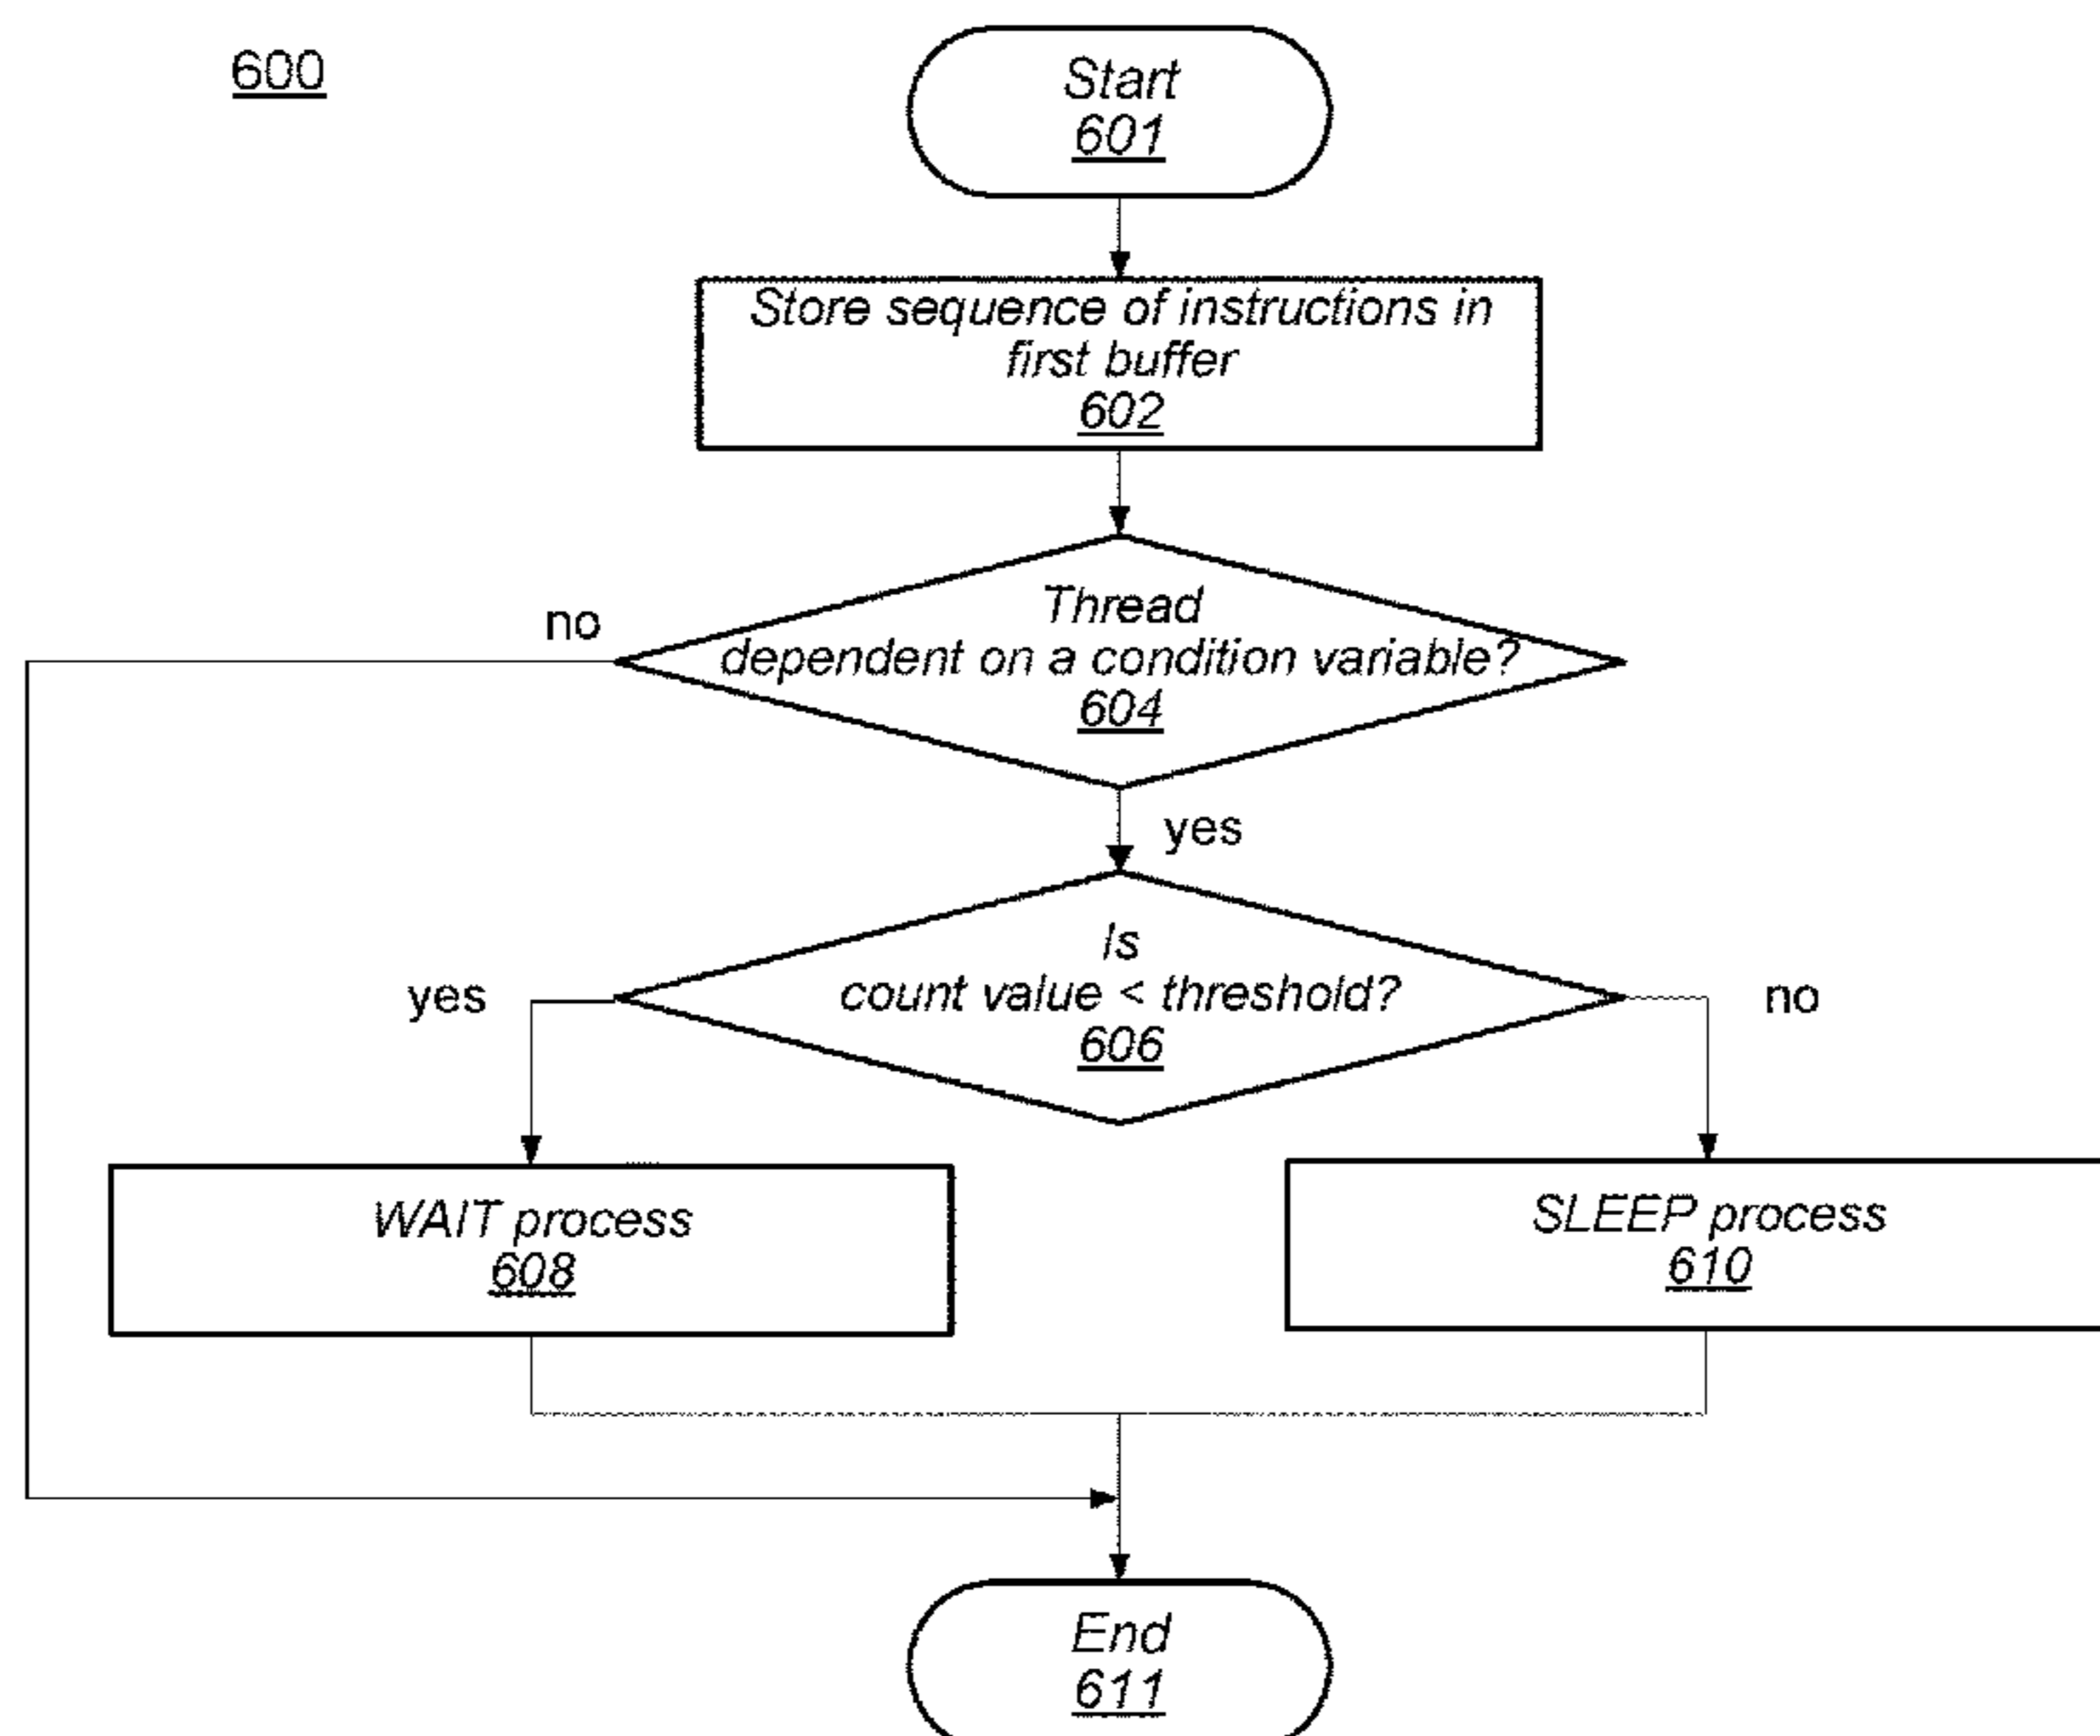 600
Start
601
Store sequence of instructions in
first buffer
602
Thread
dependent on a condition variable?
604
no
yes
Is
count value < threshold?
606
yes
no
WAIT process
608
SLEEP process
610
End
611